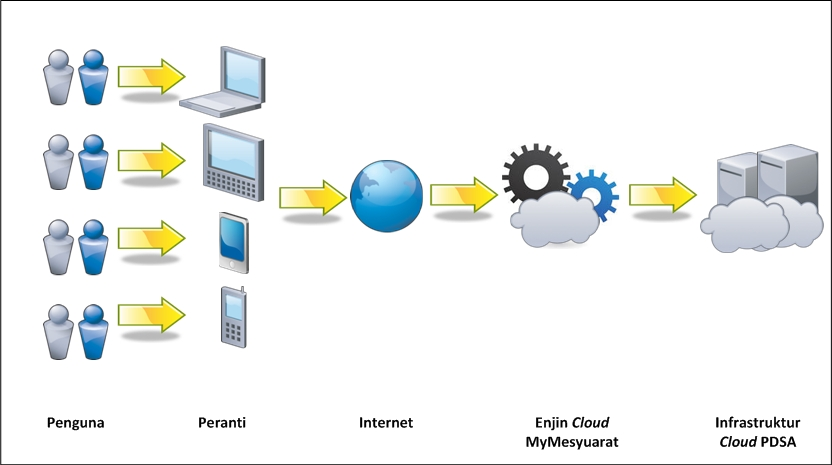 Penguna
Peranti
Internet
Enjin Cloud
MyMesyuarat
Infrastruktur
Cloud PDSA